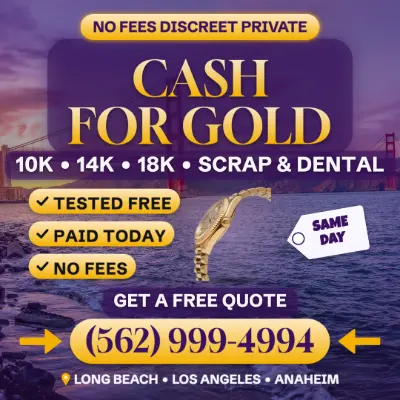 NO FEES DISCREET PRIVATE
CASH
FOR GOLD
10K • 14K • 18K • SCRAP & DENTAL
✓ TESTED FREE
✓ PAID TODAY
✓ NO FEES
SAME
DAY
GET A FREE QUOTE
(562) 999-4994
LONG BEACH • LOS ANGELES • ANAHEIM